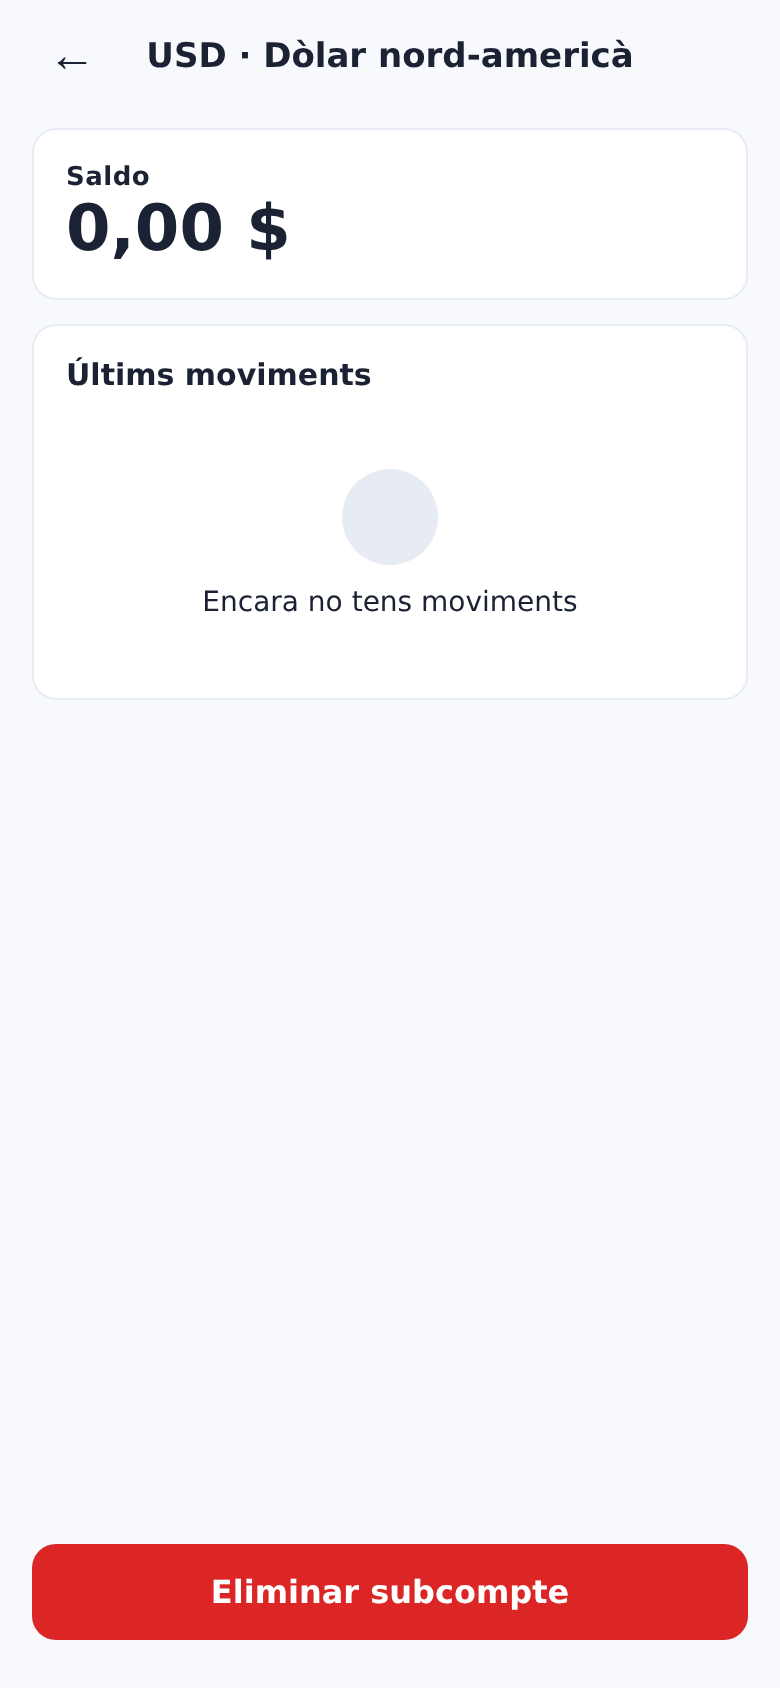 ← USD · Dòlar nord-americà
Saldo
0,00 $
Últims moviments
Encara no tens moviments
Eliminar subcompte